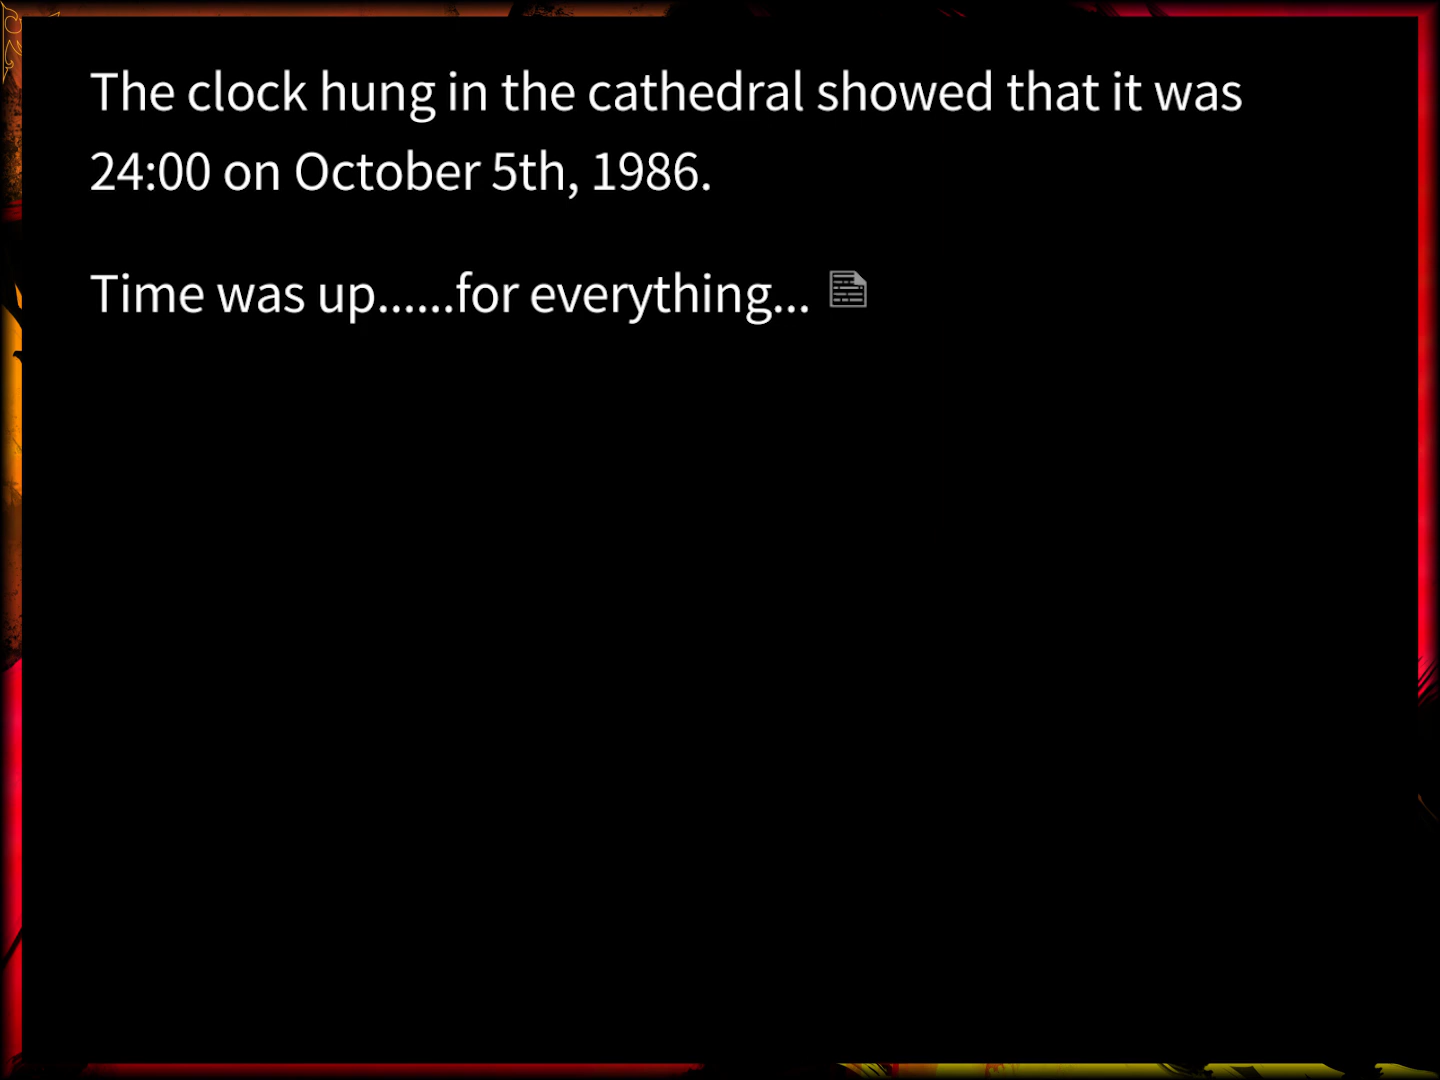 The clock hung in the cathedral showed that it was
24:00 on October 5th, 1986.
Time was up......for everything...